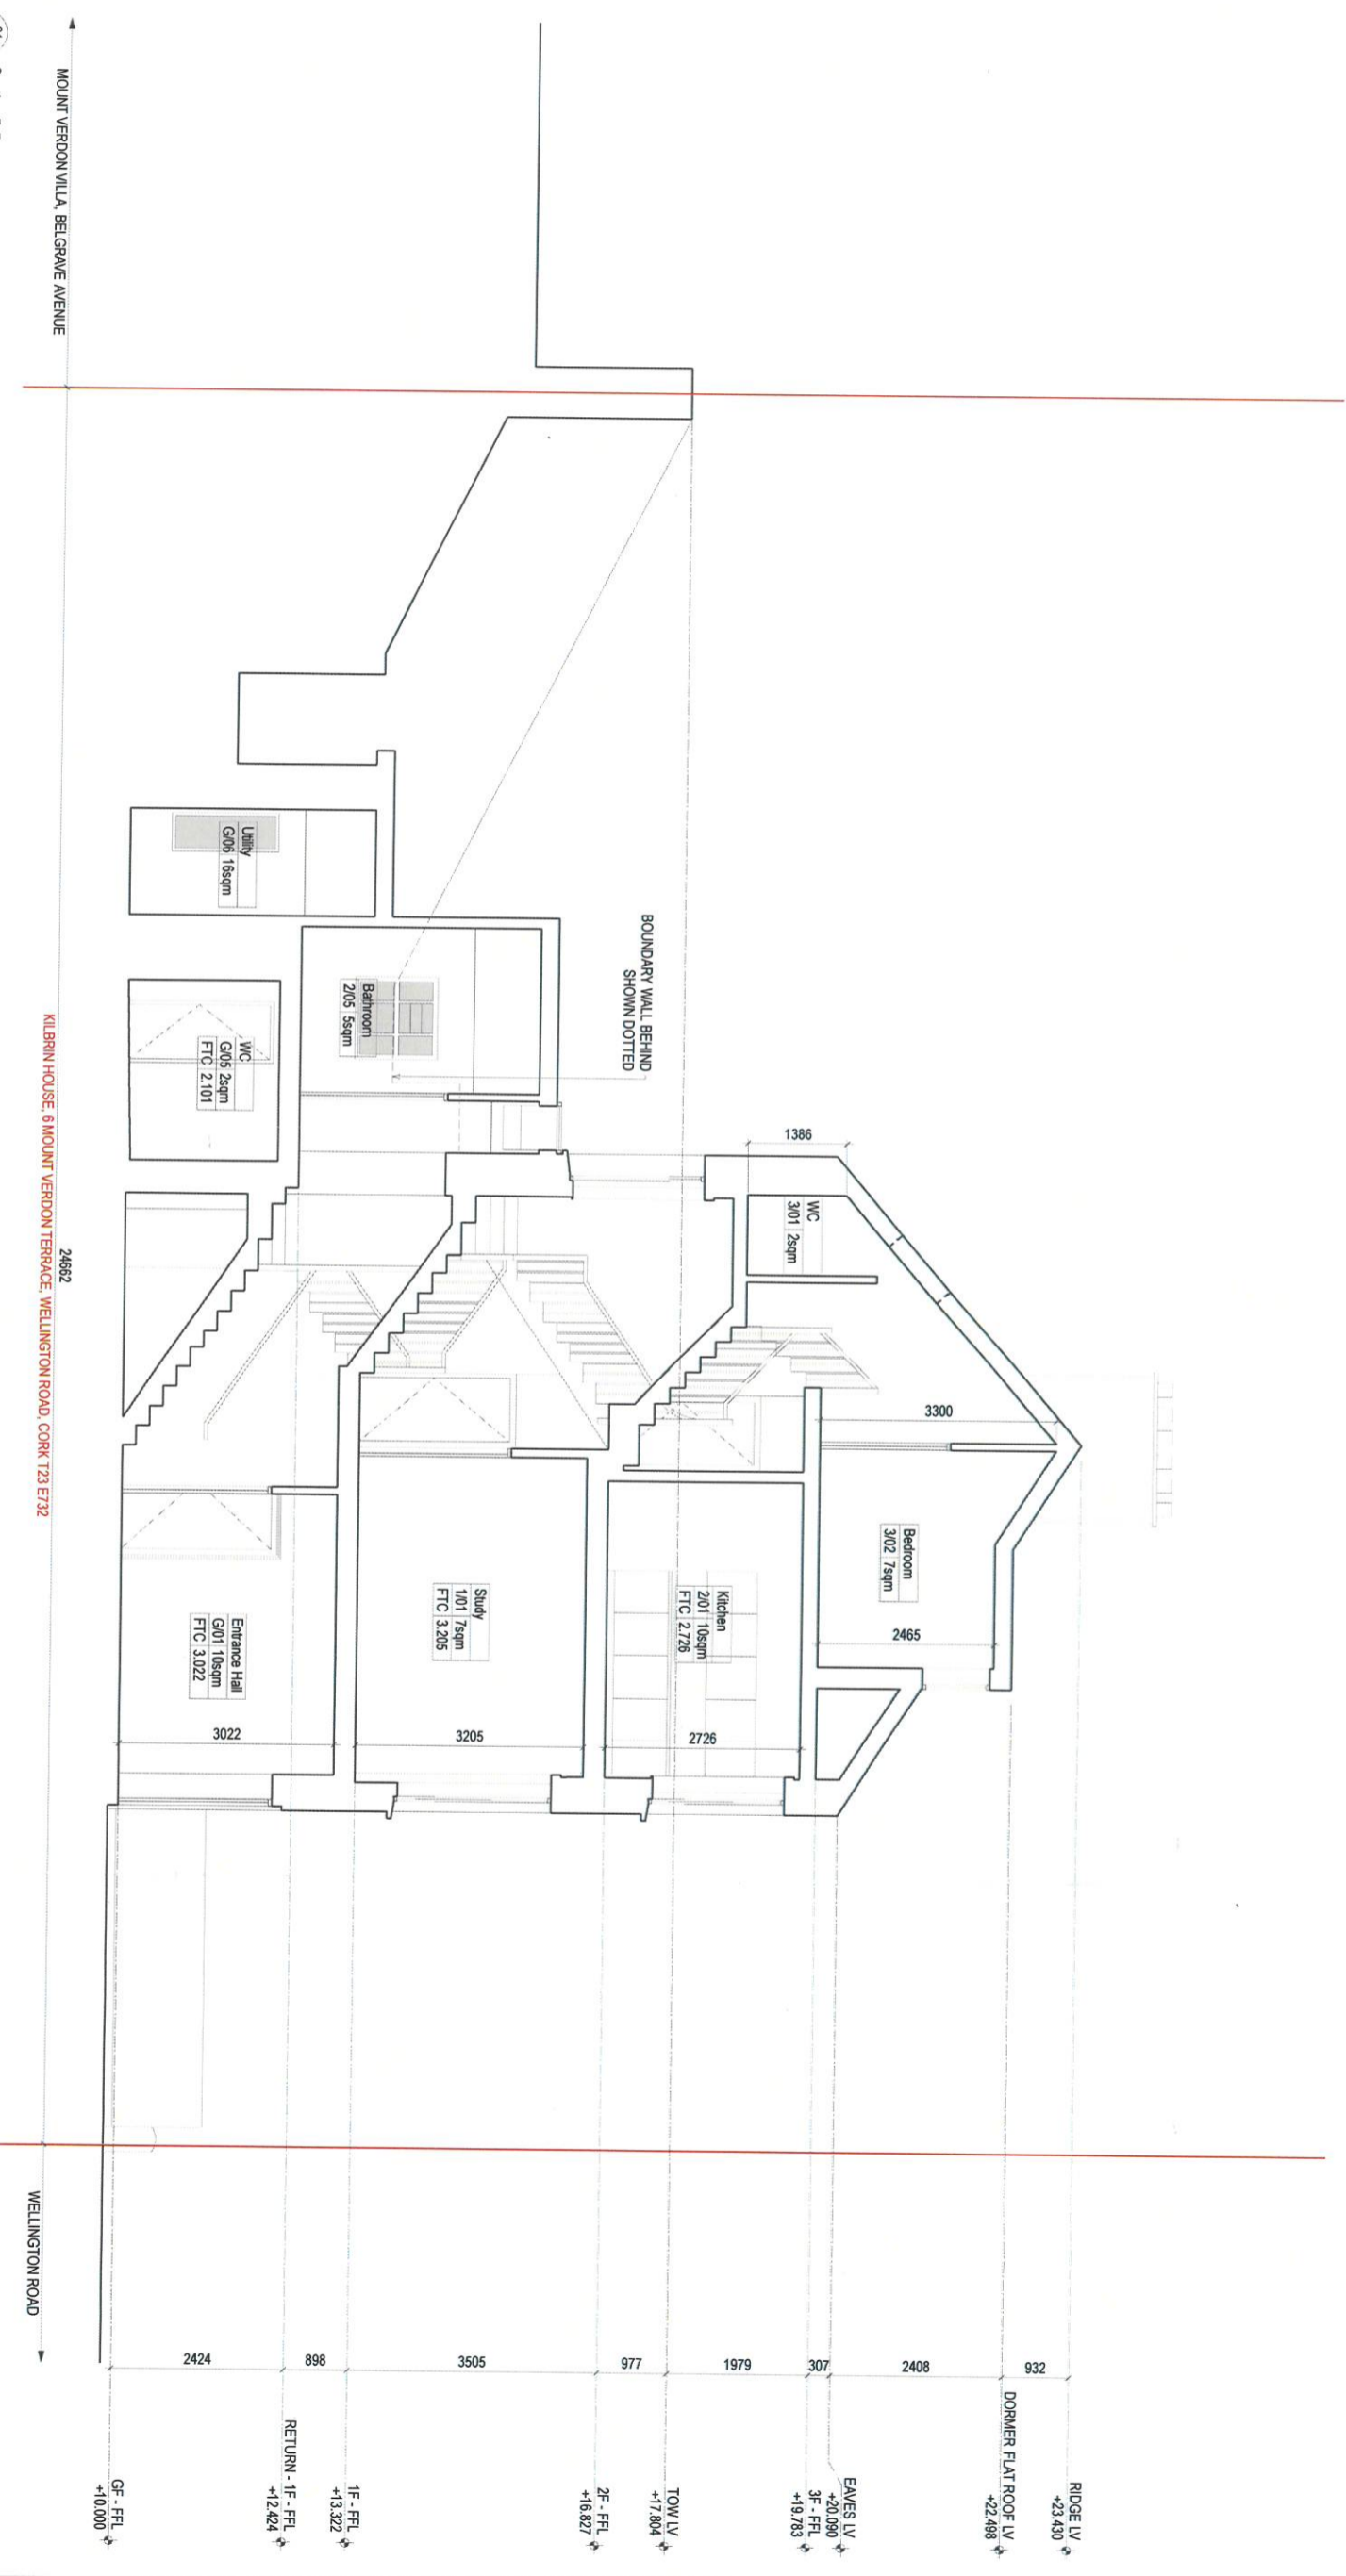 1386
3300
2465
WC
3/01 2sqm
Bedroom
3/02 7sqm
BOUNDARY WALL BEHIND
SHOWN DOTTED
Kitchen
2/01 10sqm
FTC 2.726
2726
Bathroom
2/05 5sqm
Study
1/01 7sqm
FTC 3.205
3205
Utility
G/06 16sqm
WC
G/05 2sqm
FTC 2.101
Entrance Hall
G/01 10sqm
FTC 3.022
3022
RIDGE LV
+23.430
932
DORMER FLAT ROOF LV
+22.498
2408
EAVES LV
+20.090
307
3F - FFL
+19.783
1979
TOW LV
+17.804
977
2F - FFL
+16.827
3505
1F - FFL
+13.322
898
RETURN - 1F - FFL
+12.424
2424
GF - FFL
+10.000
MOUNT VERDON VILLA, BELGRAVE AVENUE
24662
KILBRIN HOUSE, 6 MOUNT VERDON TERRACE, WELLINGTON ROAD, CORK T23 E732
WELLINGTON ROAD